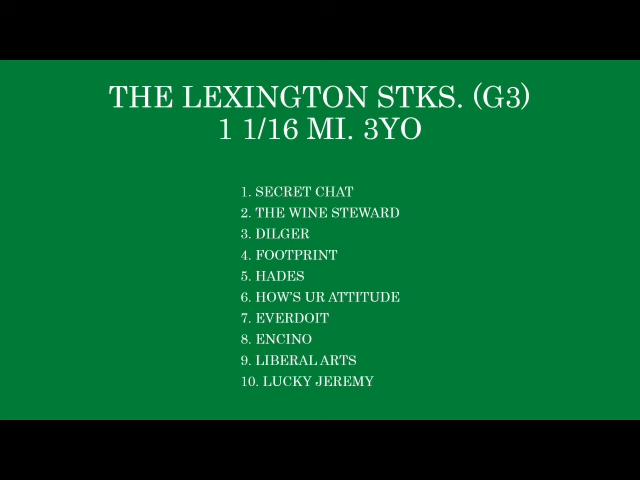 THE LEXINGTON STKS. (G3)
1 1/16 MI. 3YO
1. SECRET CHAT
2. THE WINE STEWARD
3. DILGER
4. FOOTPRINT
5. HADES
6. HOW'S UR ATTITUDE
7. EVERDOIT
8. ENCINO
9. LIBERAL ARTS
10. LUCKY JEREMY